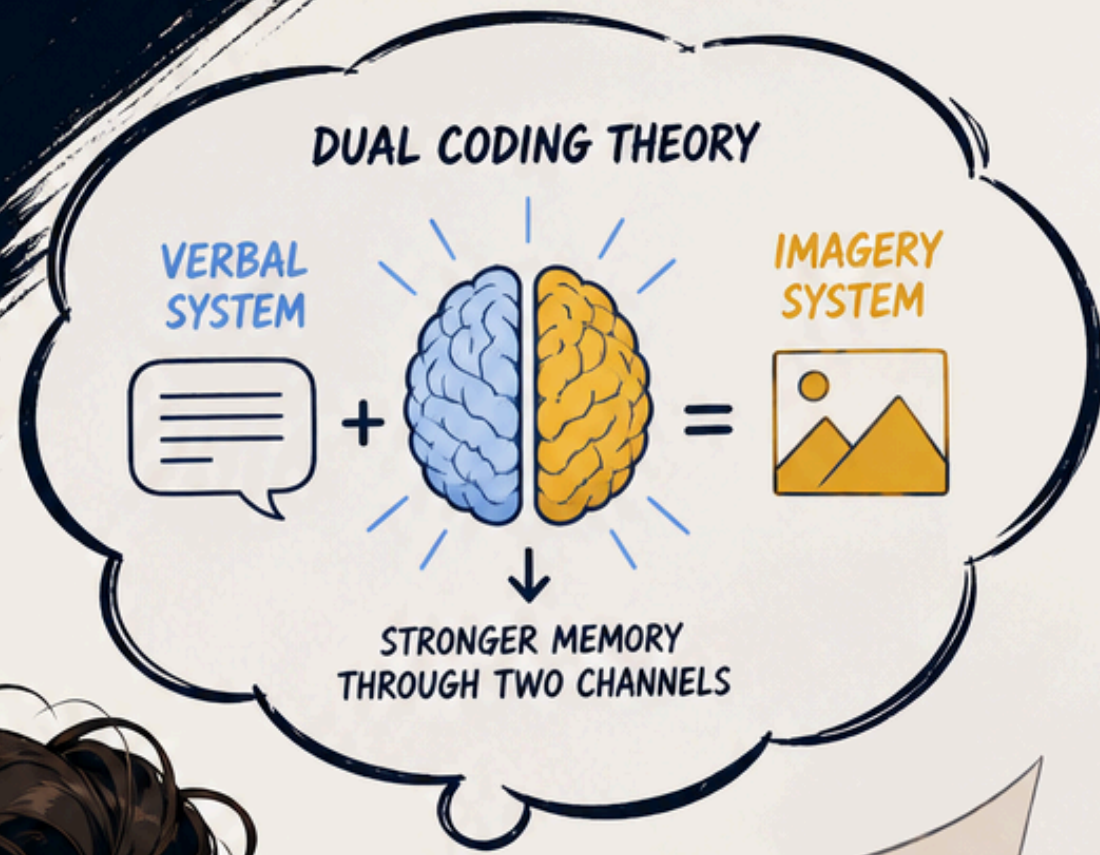 DUAL CODING THEORY
VERBAL
SYSTEM
IMAGERY
SYSTEM
+
=
STRONGER MEMORY
THROUGH TWO CHANNELS